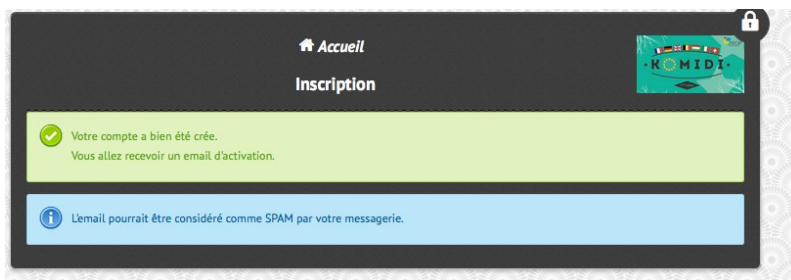 Accueil
·KOMIDI·
Inscription
Votre compte a bien été crée.
Vous allez recevoir un email d'activation.
L'email pourrait être considéré comme SPAM par votre messagerie.